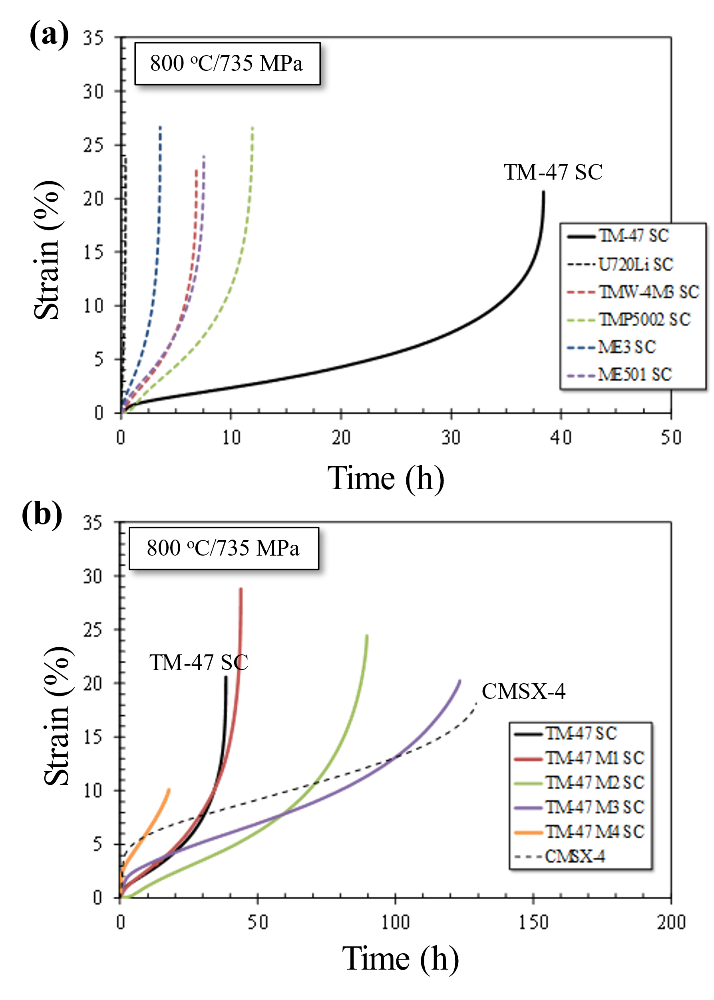 (a)
35
800 °C/735 MPa
30
25
TM-47 SC
20
TM-47 SC
U720Li SC
15
TMW-4M3 SC
TMP5002 SC
10
ME3 SC
ME501 SC
5
0
Strain (%)
0 10 20 30 40 50
Time (h)
(b)
35
800 °C/735 MPa
30
25
TM-47 SC
20
CMSX-4
15
TM-47 SC
TM-47 M1 SC
TM-47 M2 SC
10
TM-47 M3 SC
TM-47 M4 SC
5
CMSX-4
0
Strain (%)
0 50 100 150 200
Time (h)